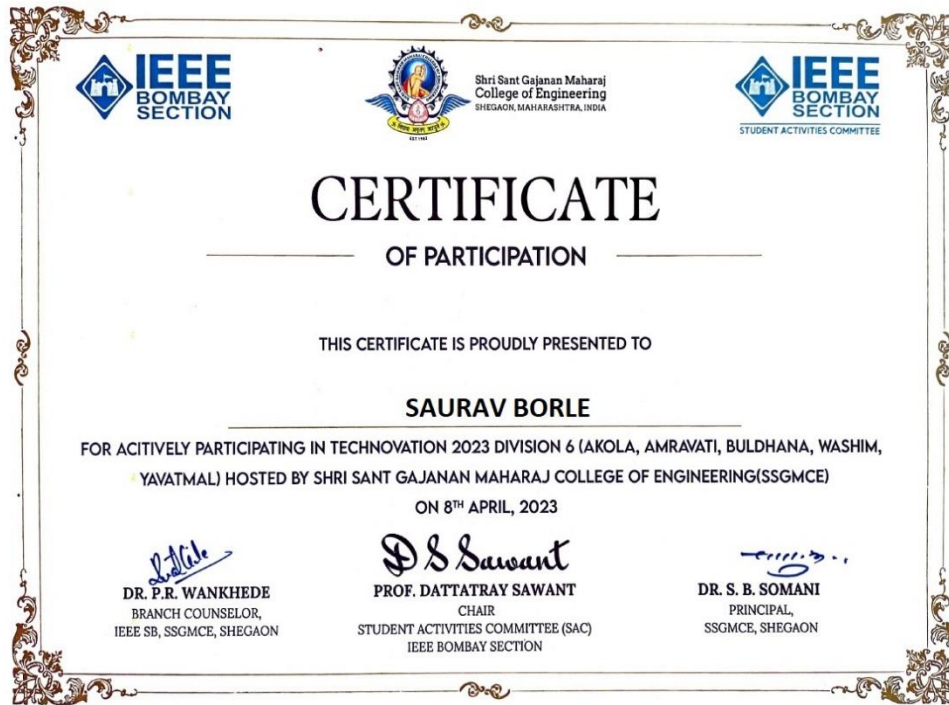 IEEE
BOMBAY
SECTION
Shri Sant Gajanan Maharaj
College of Engineering
SHEGAON, MAHARASHTRA, INDIA
IEEE
BOMBAY
SECTION
STUDENT ACTIVITIES COMMITTEE
CERTIFICATE
OF PARTICIPATION
THIS CERTIFICATE IS PROUDLY PRESENTED TO
SAURAV BORLE
FOR ACITIVELY PARTICIPATING IN TECHNOVATION 2023 DIVISION 6 (AKOLA, AMRAVATI, BULDHANA, WASHIM,
YAVATMAL) HOSTED BY SHRI SANT GAJANAN MAHARAJ COLLEGE OF ENGINEERING(SSGMCE)
ON 8TH APRIL, 2023
D S Sawant
DR. P.R. WANKHEDE
BRANCH COUNSELOR,
IEEE SB, SSGMCE, SHEGAON
PROF. DATTATRAY SAWANT
CHAIR
STUDENT ACTIVITIES COMMITTEE (SAC)
IEEE BOMBAY SECTION
DR. S. B. SOMANI
PRINCIPAL,
SSGMCE, SHEGAON